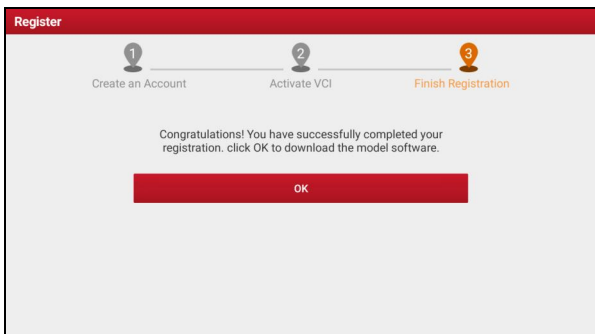 Register
1
2
3
Create an Account
Activate VCI
Finish Registration
Congratulations! You have successfully completed your
registration. click OK to download the model software.
OK